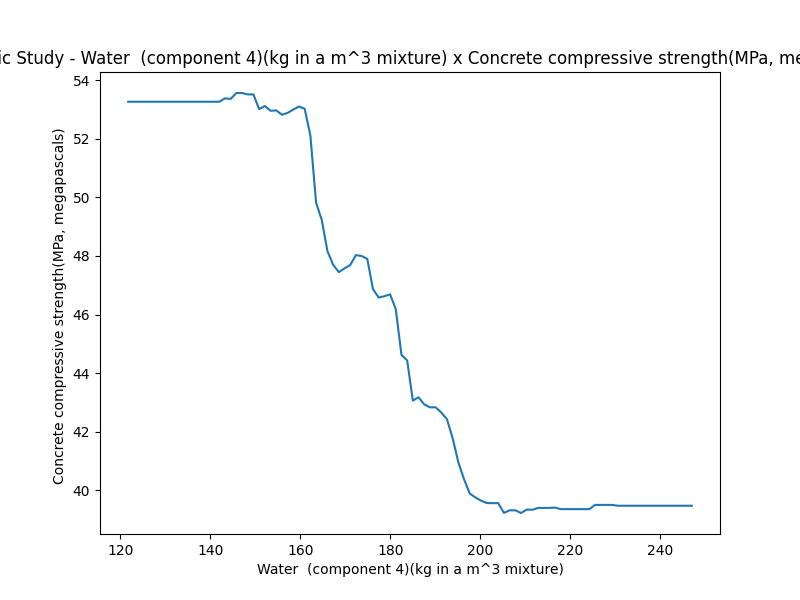 ic Study - Water  (component 4)(kg in a m^3 mixture) x Concrete compressive strength(MPa, me
54
52
50
48
46
44
42
40
Concrete compressive strength(MPa, megapascals)
120 140 160 180 200 220 240
Water  (component 4)(kg in a m^3 mixture)